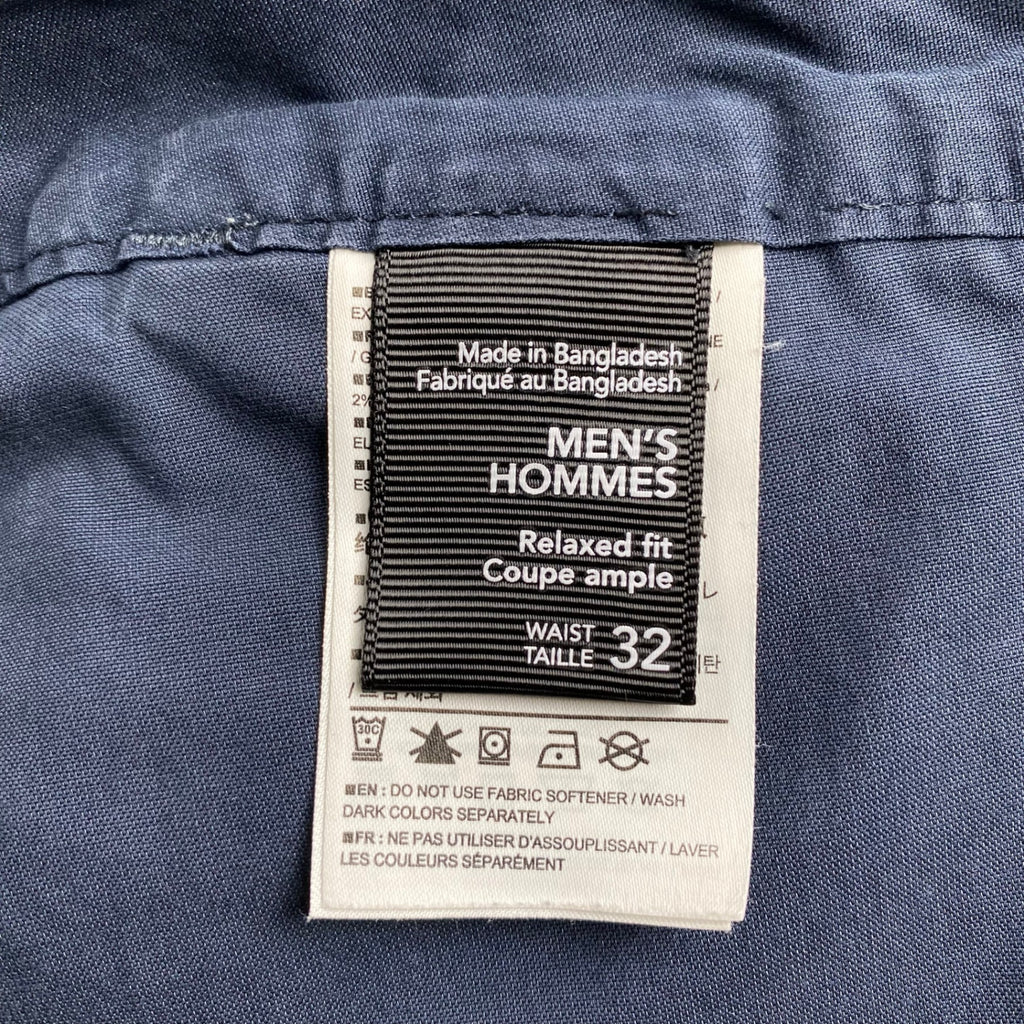 Made in Bangladesh
Fabriqué au Bangladesh
MEN'S
HOMMES
Relaxed fit
Coupe ample
WAIST 32
TAILLE
30C
EN : DO NOT USE FABRIC SOFTENER / WASH
DARK COLORS SEPARATELY
FR : NE PAS UTILISER D'ASSOUPLISSANT / LAVER
LES COULEURS SÉPARÉMENT